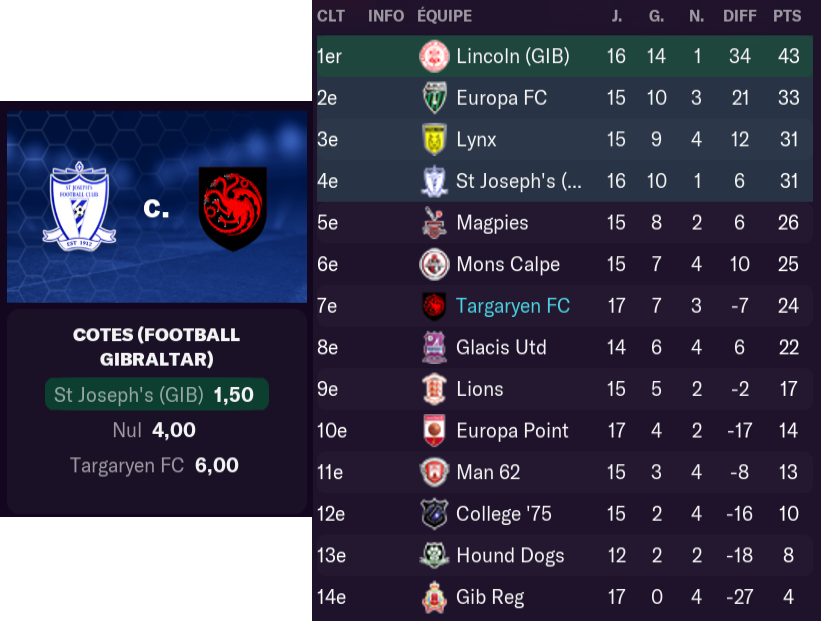 ST JOSEPH'S
FOOTBALL CLUB
EST 1912
c.
COTES (FOOTBALL
GIBRALTAR)
St Joseph's (GIB) 1,50
Nul 4,00
Targaryen FC 6,00
CLT INFO ÉQUIPE J. G. N. DIFF PTS
1er Lincoln (GIB) 16 14 1 34 43
2e Europa FC 15 10 3 21 33
3e Lynx 15 9 4 12 31
4e St Joseph's (... 16 10 1 6 31
5e Magpies 15 8 2 6 26
6e Mons Calpe 15 7 4 10 25
7e Targaryen FC 17 7 3 -7 24
8e Glacis Utd 14 6 4 6 22
9e Lions 15 5 2 -2 17
10e Europa Point 17 4 2 -17 14
11e Man 62 15 3 4 -8 13
12e College '75 15 2 4 -16 10
13e Hound Dogs 12 2 2 -18 8
14e Gib Reg 17 0 4 -27 4